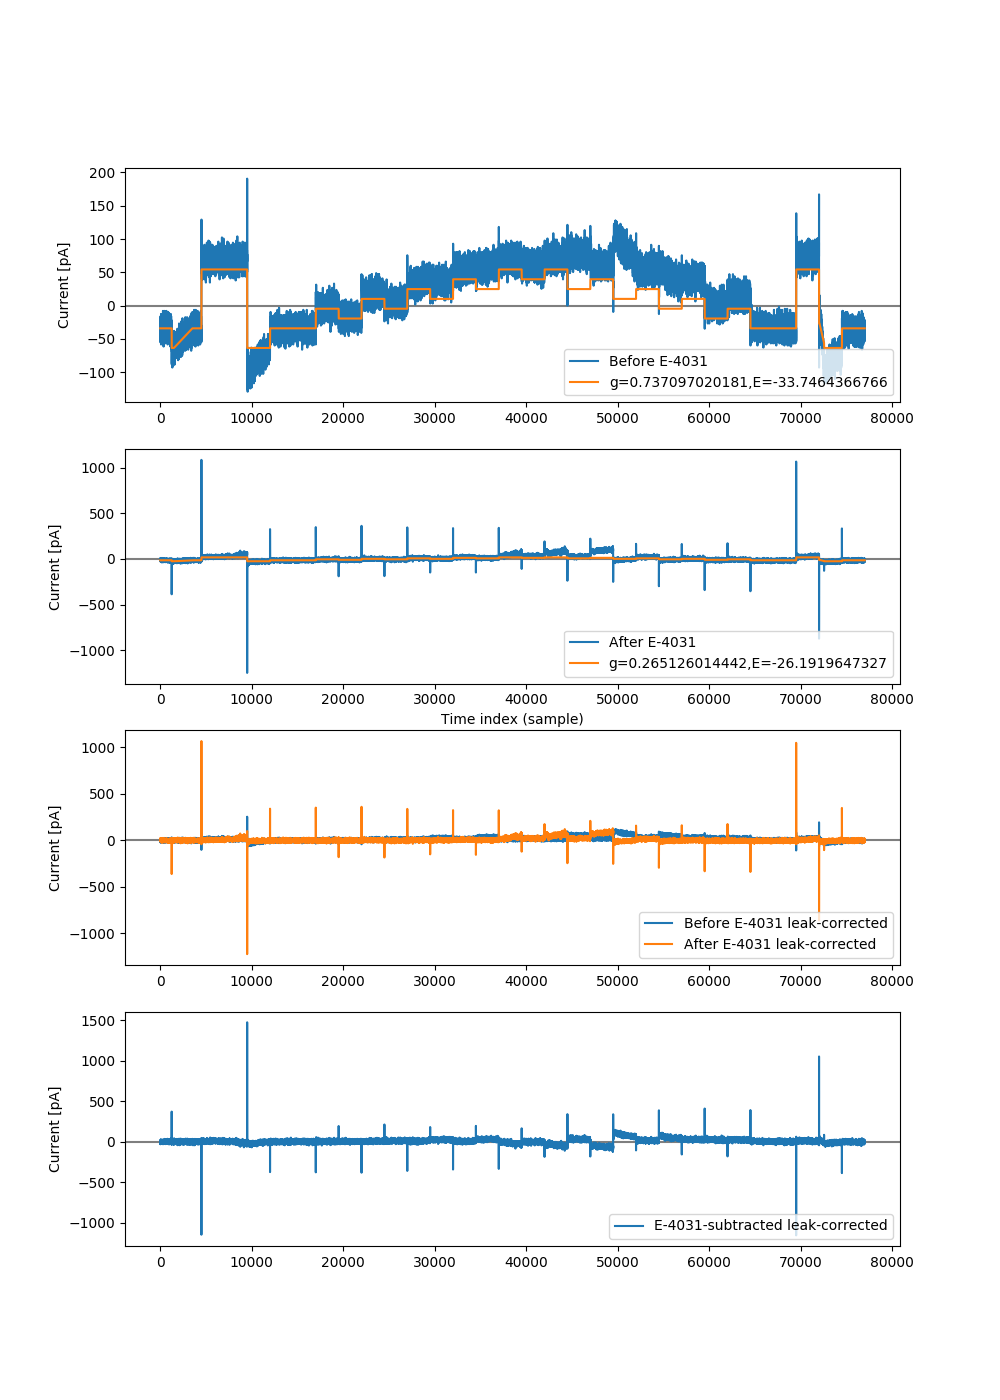 200
150
100
50
0
−50
−100
Current [pA]
Before E-4031
g=0.737097020181,E=-33.7464366766
0 10000 20000 30000 40000 50000 60000 70000 80000
1000
500
0
−500
−1000
Current [pA]
After E-4031
g=0.265126014442,E=-26.1919647327
0 10000 20000 30000 40000 50000 60000 70000 80000
Time index (sample)
1000
500
0
−500
−1000
Current [pA]
Before E-4031 leak-corrected
After E-4031 leak-corrected
0 10000 20000 30000 40000 50000 60000 70000 80000
1500
1000
500
0
−500
−1000
Current [pA]
E-4031-subtracted leak-corrected
0 10000 20000 30000 40000 50000 60000 70000 80000